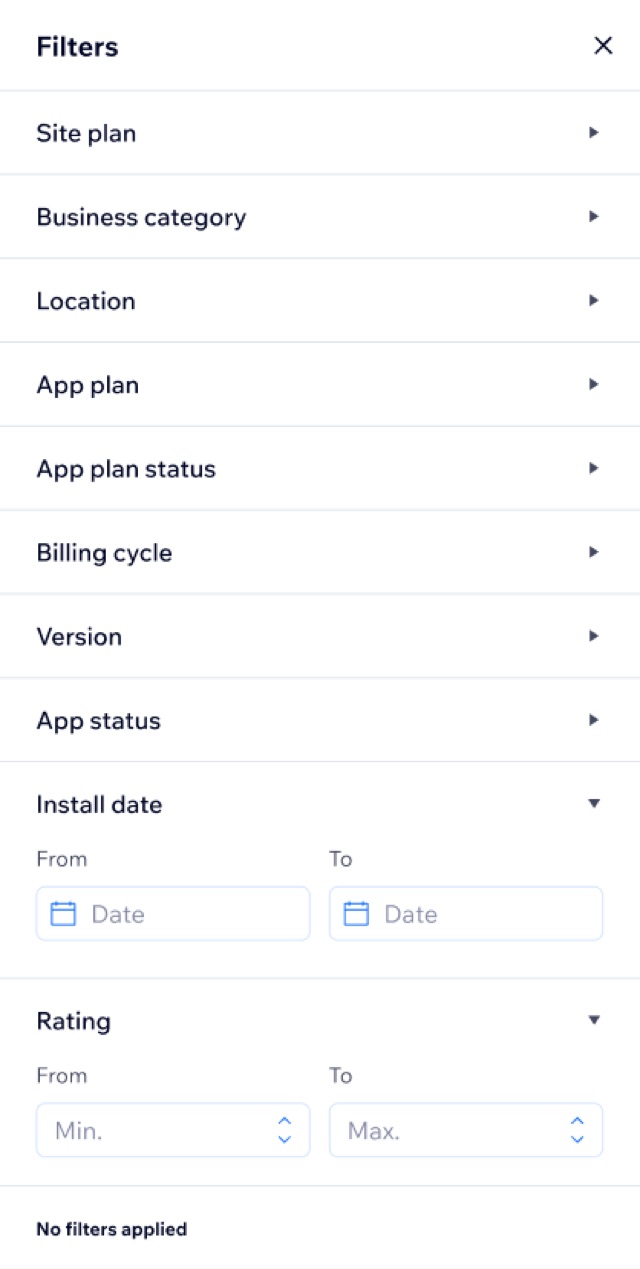 Filters
Site plan
Business category
Location
App plan
App plan status
Billing cycle
Version
App status
Install date
From To
Date Date
Rating
From To
Min. Max.
No filters applied